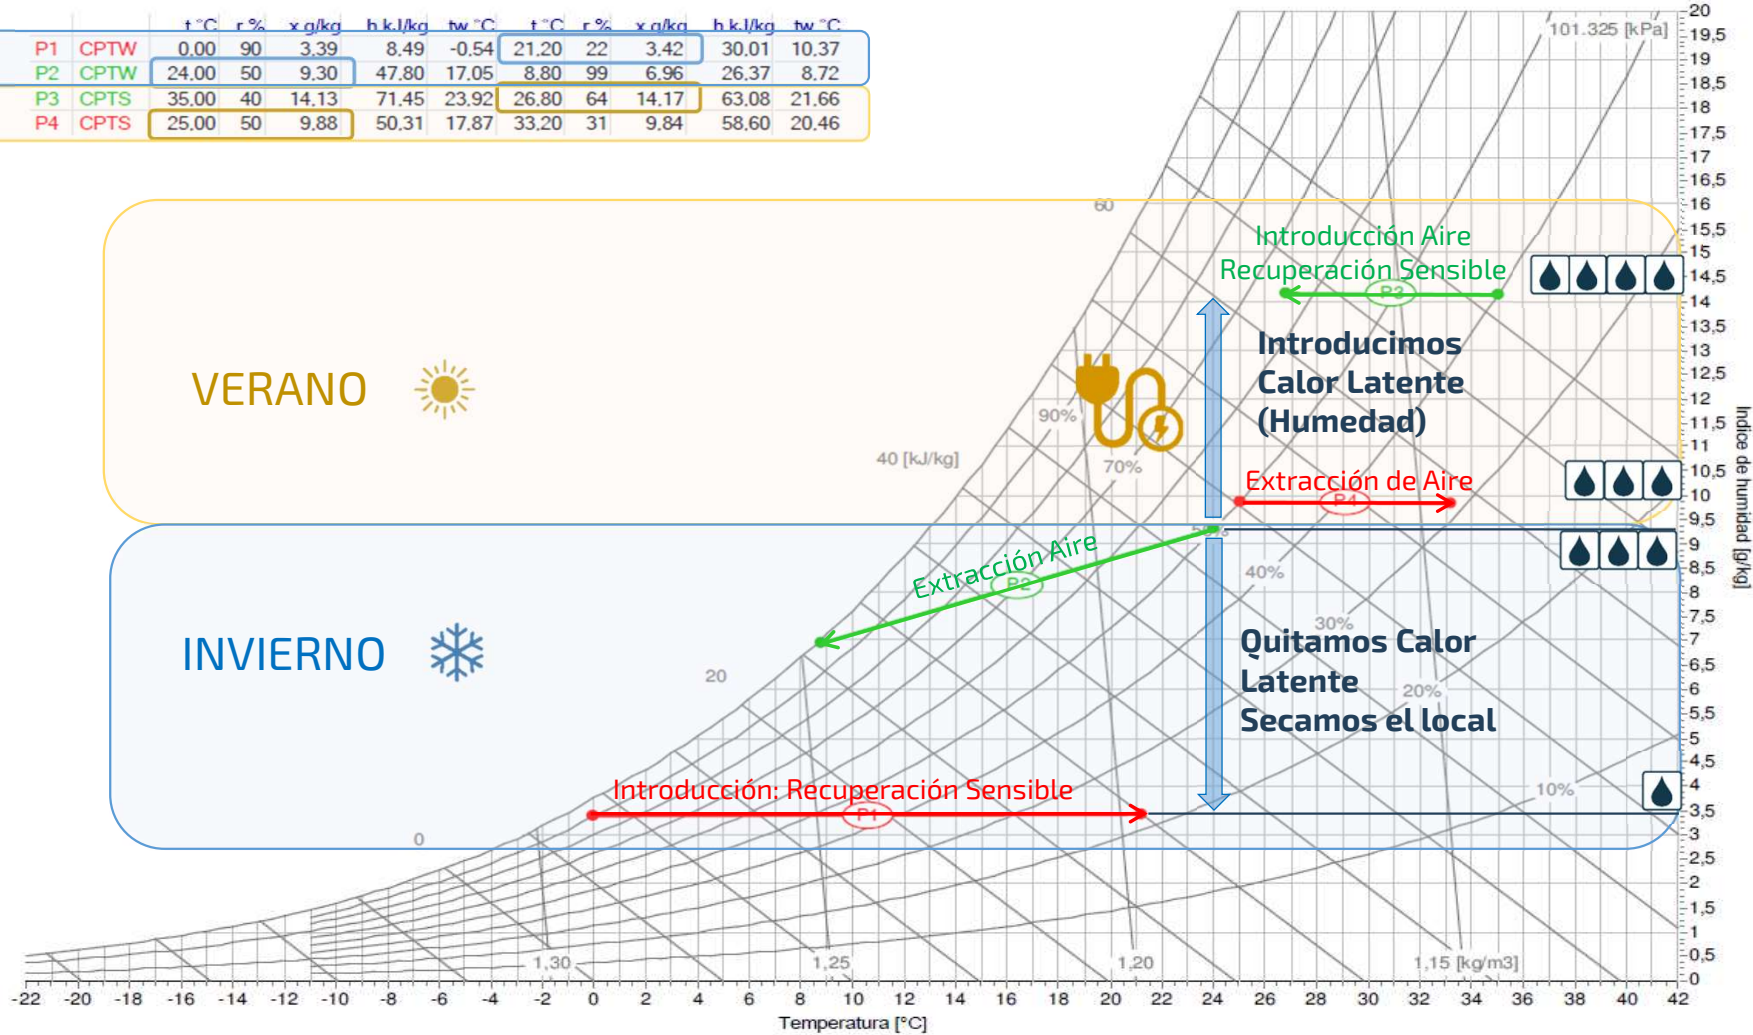 t °C r % x g/kg h kJ/kg tw °C t °C r % x g/kg h kJ/kg tw °C
P1 CPTW 0,00 90 3,39 8,49 -0,54 21,20 22 3,42 30,01 10,37
P2 CPTW 24,00 50 9,30 47,80 17,05 8,80 99 6,96 26,37 8,72
P3 CPTS 35,00 40 14,13 71,45 23,92 26,80 64 14,17 63,08 21,66
P4 CPTS 25,00 50 9,88 50,31 17,87 33,20 31 9,84 58,60 20,46
101.325 [kPa]
60
Introducción Aire
Recuperación Sensible
P3
Introducimos
Calor Latente
(Humedad)
VERANO
90%
40 [kJ/kg]
70%
Extracción de Aire
P4
50%
Extracción Aire
P2
40%
30%
INVIERNO
Quitamos Calor
Latente
Secamos el local
20
20%
Introducción: Recuperación Sensible
P1
10%
0
1,30 1,25 1,20 1,15 [kg/m3]
20
19,5
19
18,5
18
17,5
17
16,5
16
15,5
15
14,5
14
13,5
13
12,5
12
11,5
11
10,5
10
9,5
9
8,5
8
7,5
7
6,5
6
5,5
5
4,5
4
3,5
3
2,5
2
1,5
1
0,5
0
Indice de humidad [g/kg]
-22 -20 -18 -16 -14 -12 -10 -8 -6 -4 -2 0 2 4 6 8 10 12 14 16 18 20 22 24 26 28 30 32 34 36 38 40 42
Temperatura [°C]